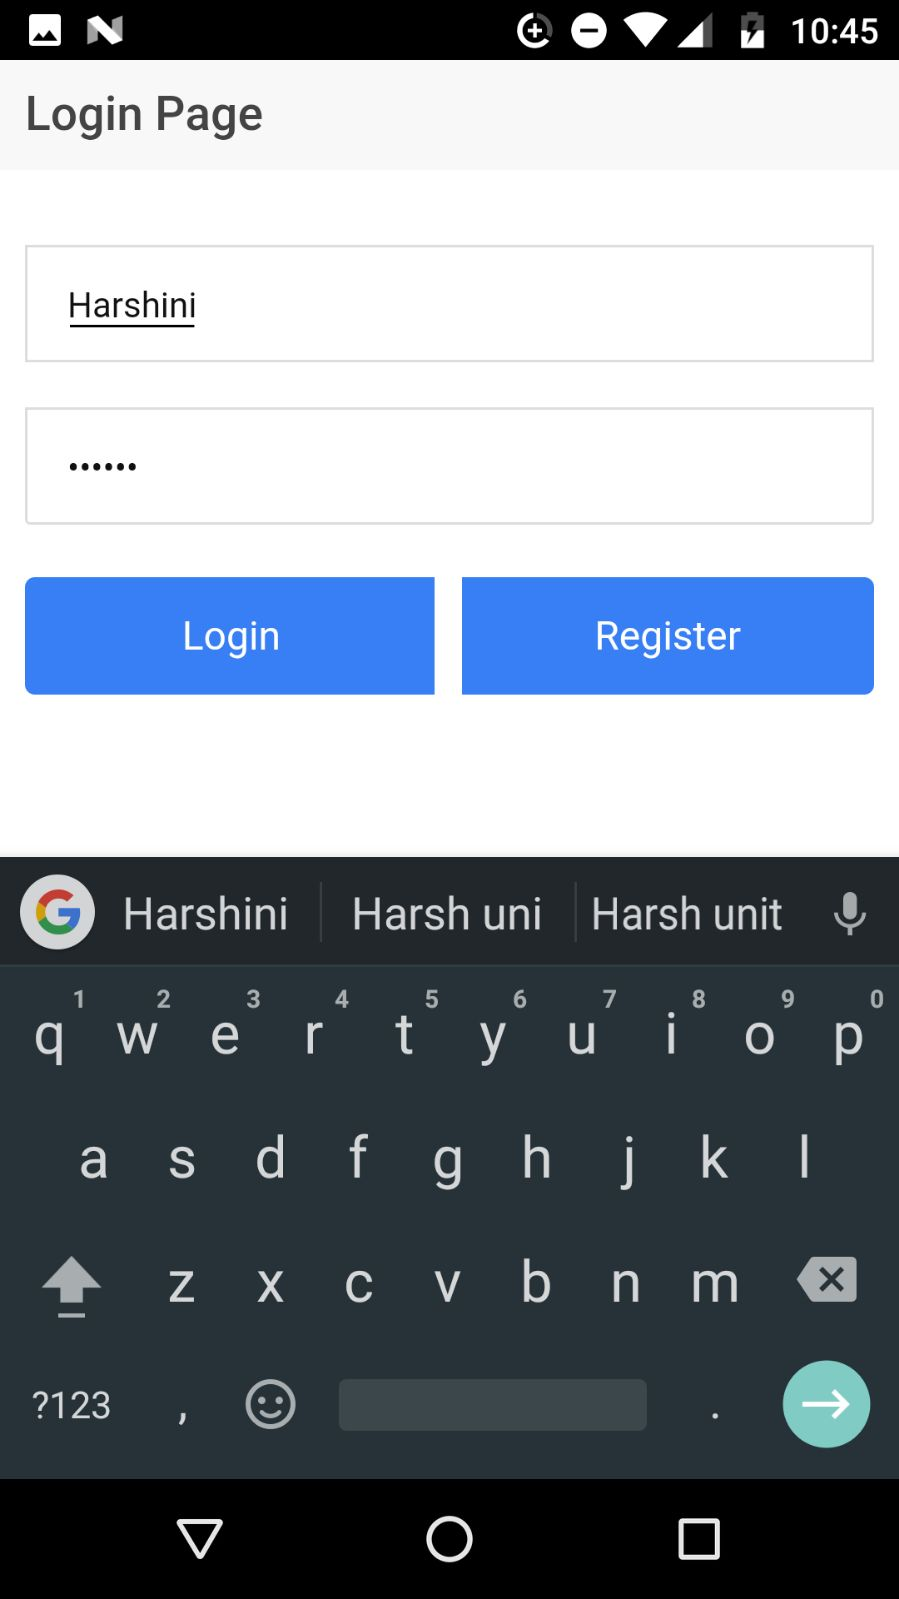 10:45
Login Page
Harshini
••••••
Login Register
Harshini Harsh uni Harsh unit
1 2 3 4 5 6 7 8 9 0
q w e r t y u i o p
a s d f g h j k l
z x c v b n m
?123 , .